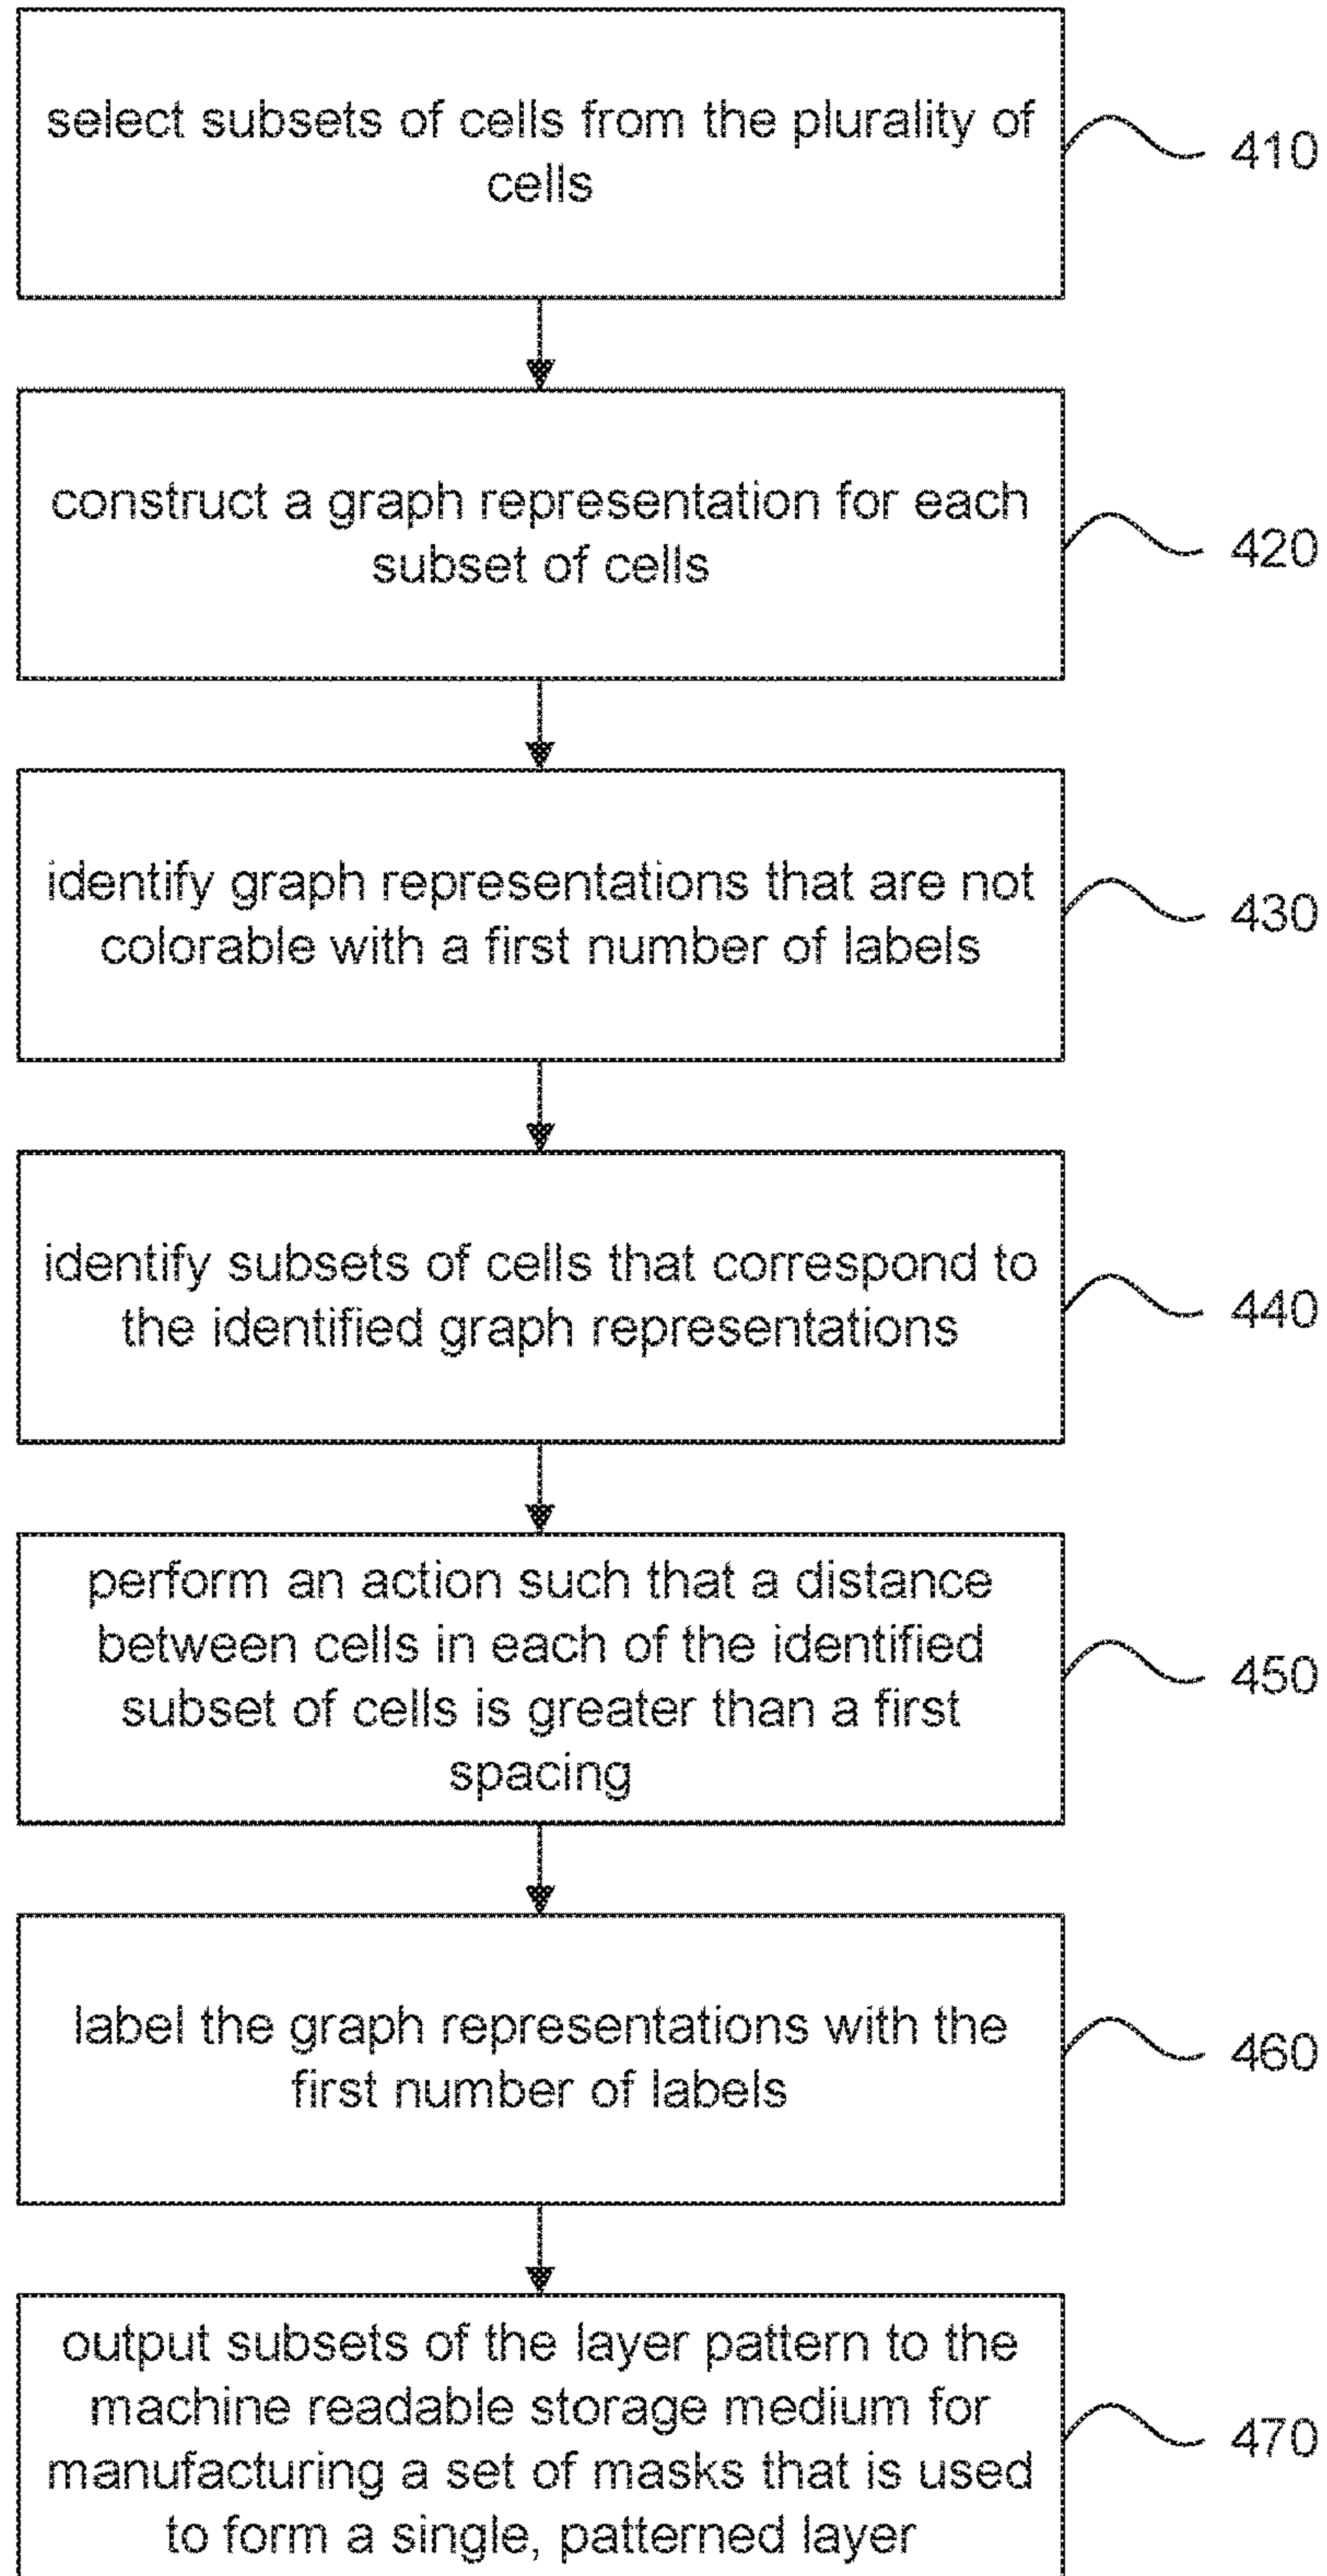 select subsets of cells from the plurality of
cells
410
construct a graph representation for each
subset of cells
420
identify graph representations that are not
colorable with a first number of labels
430
identify subsets of cells that correspond to
the identified graph representations
440
perform an action such that a distance
between cells in each of the identified
subset of cells is greater than a first
spacing
450
label the graph representations with the
first number of labels
460
output subsets of the layer pattern to the
machine readable storage medium for
manufacturing a set of masks that is used
to form a single, patterned layer
470